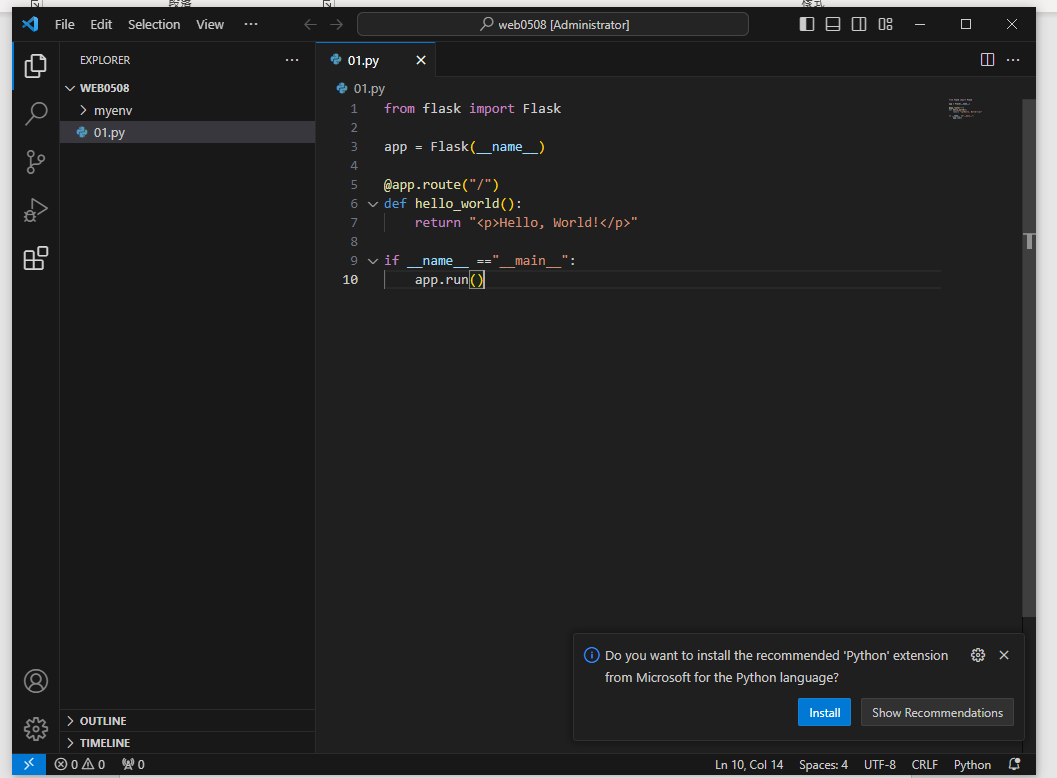 段落
样式
File Edit Selection View ··· web0508 [Administrator]
EXPLORER ···
01.py
WEB0508
myenv
01.py
01.py
1 from flask import Flask
2
3 app = Flask(__name__)
4
5 @app.route("/")
6 def hello_world():
7 return "<p>Hello, World!</p>"
8
9 if __name__ =="__main__":
10 app.run()
Do you want to install the recommended 'Python' extension
from Microsoft for the Python language?
Install Show Recommendations
OUTLINE
TIMELINE
0 0 0 Ln 10, Col 14 Spaces: 4 UTF-8 CRLF Python